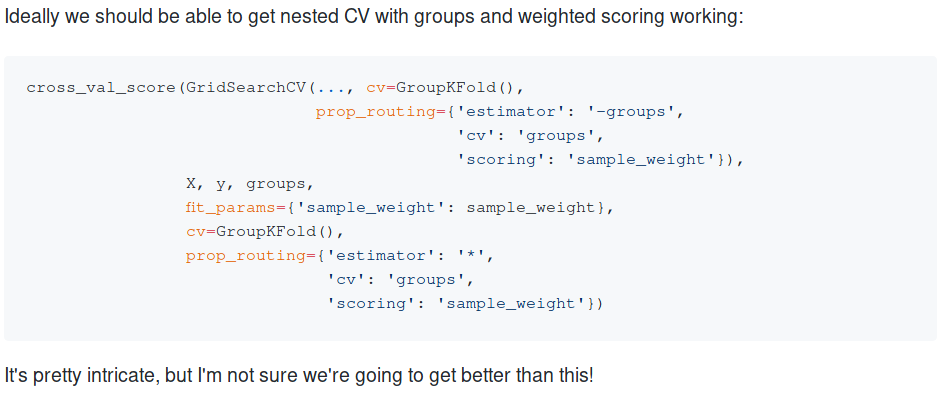 Ideally we should be able to get nested CV with groups and weighted scoring working:
cross_val_score(GridSearchCV(..., cv=GroupKFold(),
prop_routing={'estimator': '-groups',
'cv': 'groups',
'scoring': 'sample_weight'}),
X, y, groups,
fit_params={'sample_weight': sample_weight},
cv=GroupKFold(),
prop_routing={'estimator': '*',
'cv': 'groups',
'scoring': 'sample_weight'})
It's pretty intricate, but I'm not sure we're going to get better than this!